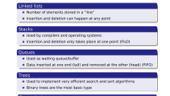 Linked lists
Number of elements stored in a "line"
Insertion and deletion can happen at any point
Stacks
Used by compilers and operating systems
Insertion and deletion only takes place at one point (FILO)
Queues
Used as waiting queue/buffer
Data inserted at one end (tail) and removed at the other (head) (FIFO)
Trees
Used to implement very efficient search and sort algorithms
Binary trees are the most basic type